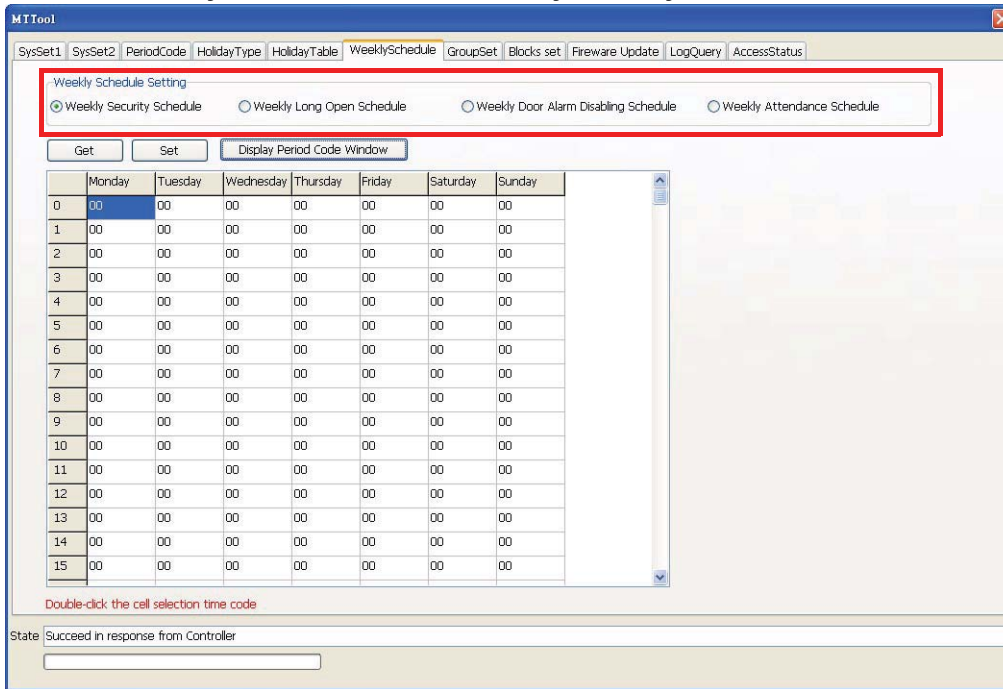 MTTool
SysSet1 SysSet2 PeriodCode HolidayType HolidayTable WeeklySchedule GroupSet Blocks set Fireware Update LogQuery AccessStatus
Weekly Schedule Setting
Weekly Security Schedule Weekly Long Open Schedule Weekly Door Alarm Disabling Schedule Weekly Attendance Schedule
Get Set Display Period Code Window
Monday Tuesday Wednesday Thursday Friday Saturday Sunday
0 00 00 00 00 00 00 00
1 00 00 00 00 00 00 00
2 00 00 00 00 00 00 00
3 00 00 00 00 00 00 00
4 00 00 00 00 00 00 00
5 00 00 00 00 00 00 00
6 00 00 00 00 00 00 00
7 00 00 00 00 00 00 00
8 00 00 00 00 00 00 00
9 00 00 00 00 00 00 00
10 00 00 00 00 00 00 00
11 00 00 00 00 00 00 00
12 00 00 00 00 00 00 00
13 00 00 00 00 00 00 00
14 00 00 00 00 00 00 00
15 00 00 00 00 00 00 00
Double-click the cell selection time code
State Succeed in response from Controller